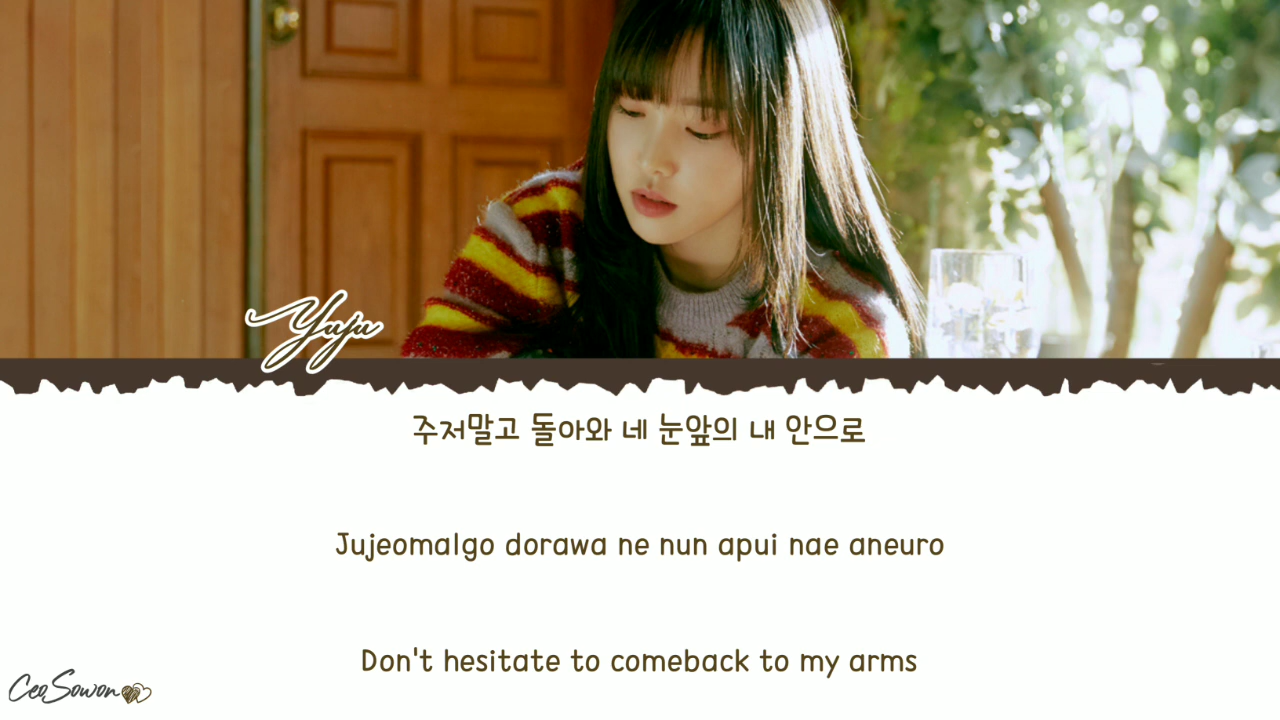 Yuju
주저말고 돌아와 네 눈앞의 내 안으로
Jujeomalgo dorawa ne nun apui nae aneuro
Don't hesitate to comeback to my arms
CeoSowon